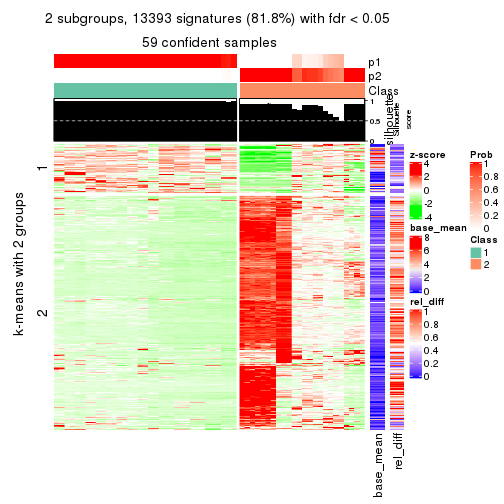 2 subgroups, 13393 signatures (81.8%) with fdr < 0.05
59 confident samples
p1
p2
Class
1
0.5
0
silhouette
Silhouette
score
k-means with 2 groups
1
2
base_mean
rel_diff
z-score
4
2
0
-2
-4
base_mean
8
6
4
2
0
rel_diff
1
0.8
0.6
0.4
0.2
0
Prob
1
0.8
0.6
0.4
0.2
0
Class
1
2